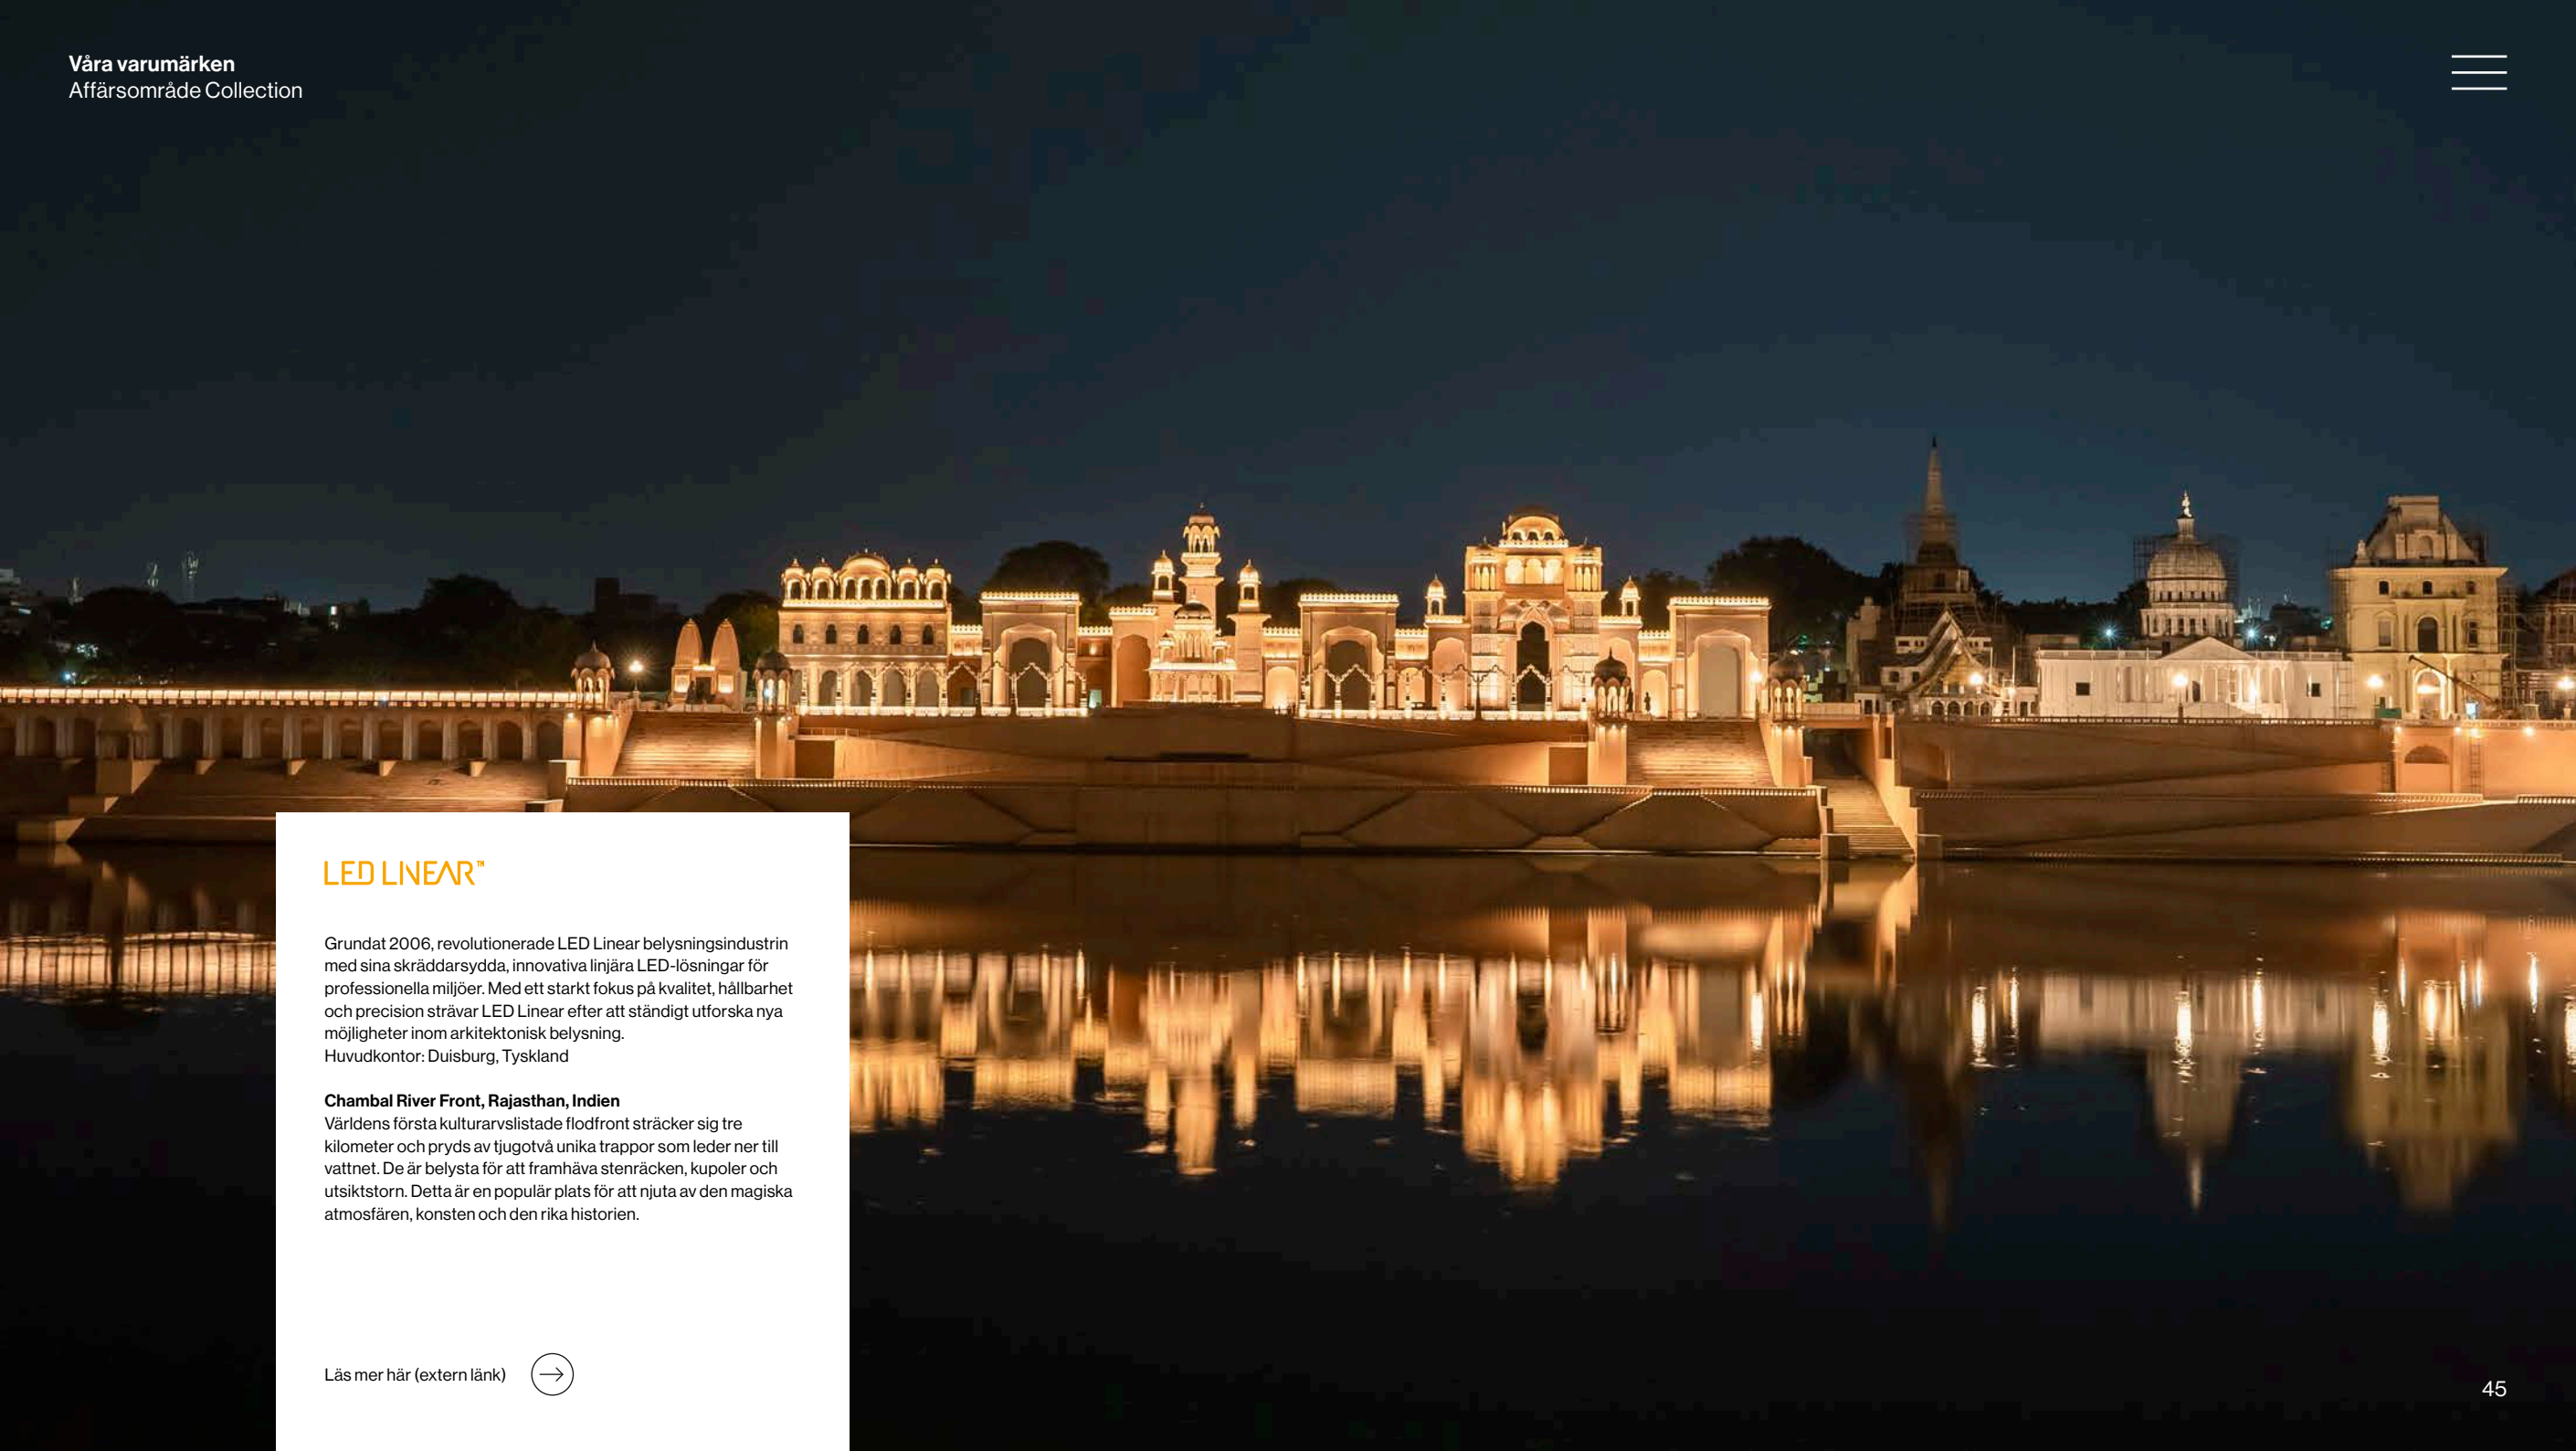 Våra varumärken
Affärsområde Collection
LED LINEAR™
Grundat 2006, revolutionerade LED Linear belysningsindustrin
med sina skräddarsydda, innovativa linjära LED-lösningar för
professionella miljöer. Med ett starkt fokus på kvalitet, hållbarhet
och precision strävar LED Linear efter att ständigt utforska nya
möjligheter inom arkitektonisk belysning.
Huvudkontor: Duisburg, Tyskland
Chambal River Front, Rajasthan, Indien
Världens första kulturarvslistade flodfront sträcker sig tre
kilometer och pryds av tjugotvå unika trappor som leder ner till
vattnet. De är belysta för att framhäva stenräcken, kupoler och
utsiktstorn. Detta är en populär plats för att njuta av den magiska
atmosfären, konsten och den rika historien.
Läs mer här (extern länk)
45